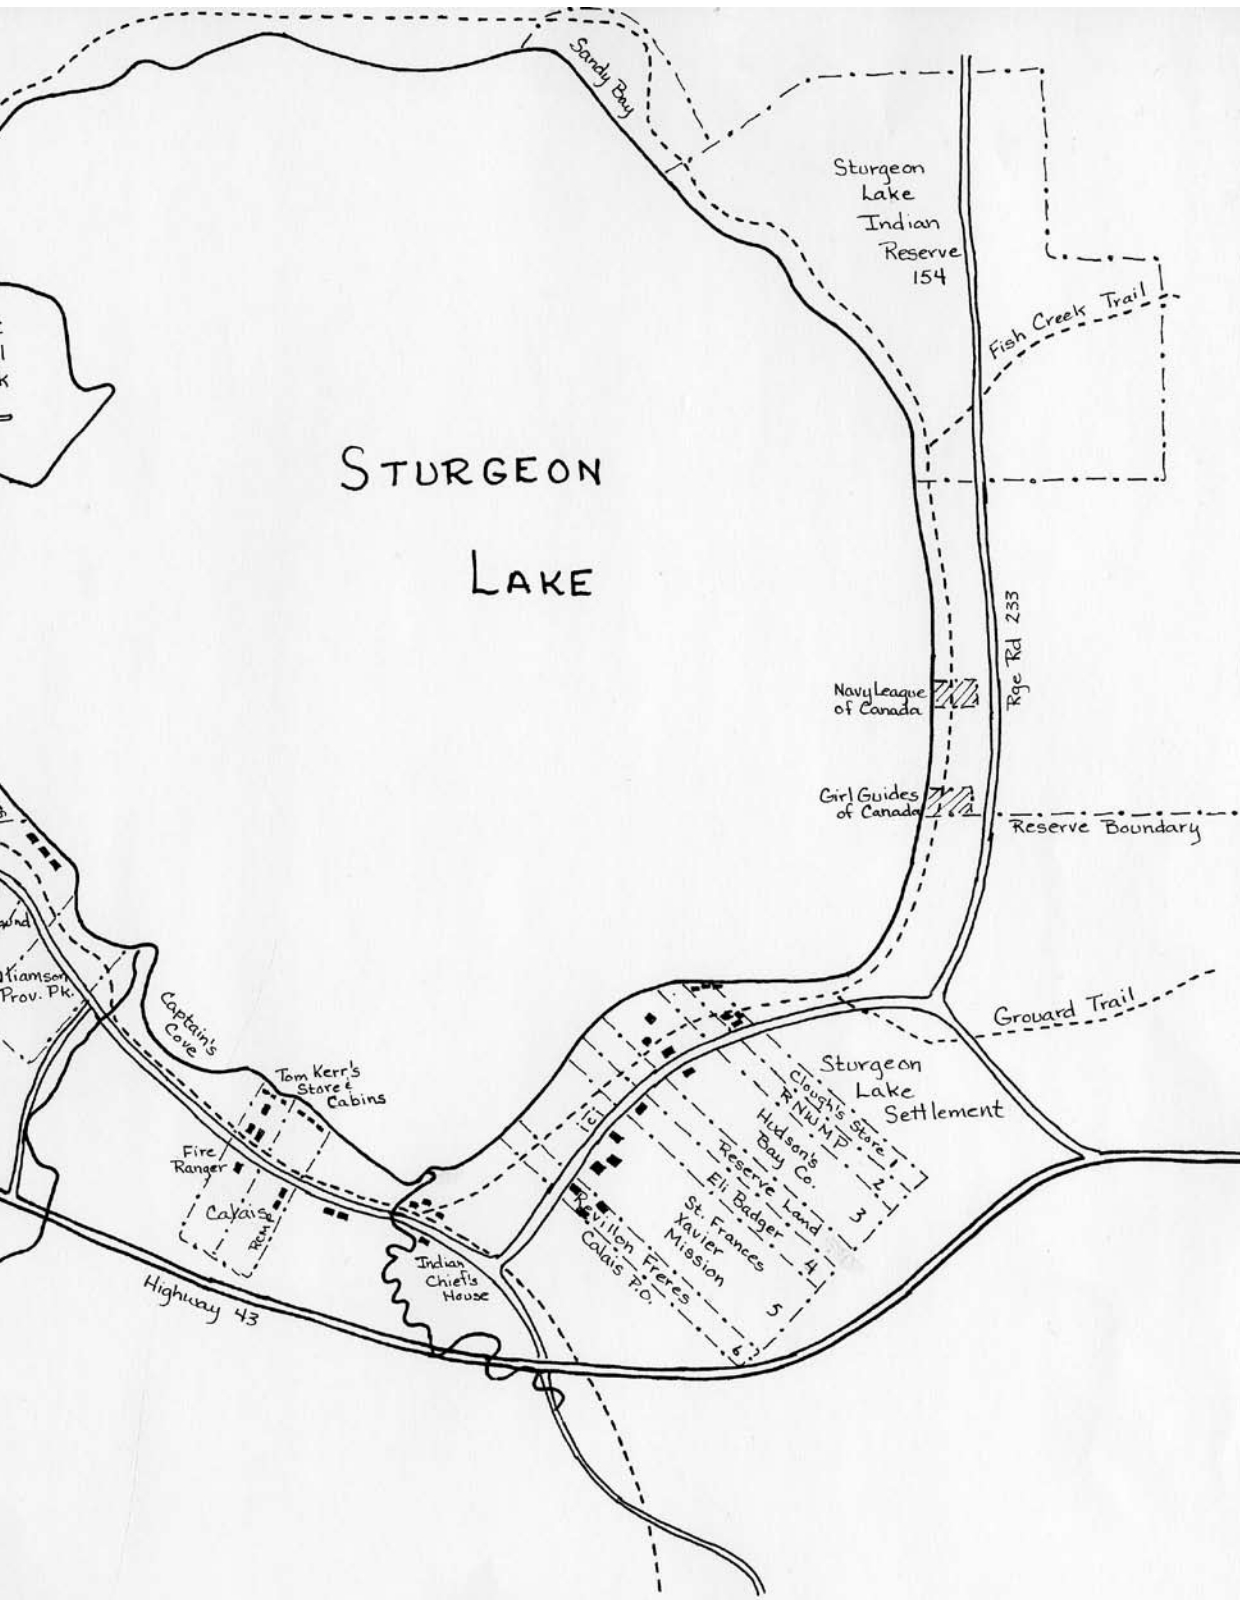 Sandy Bay
Sturgeon
Lake
Indian
Reserve
154
Fish Creek Trail
STURGEON
LAKE
Rge Rd 233
Navy League
of Canada
Girl Guides
of Canada
Reserve Boundary
Prov. Pk.
Captain's
Cove
Tom Kerr's
Store &
Cabins
Fire
Ranger
Calais
RCMP
Highway 43
Indian
Chief's
House
Grouard Trail
Sturgeon
Lake
Settlement
Clough's Store 1
RNWMP 2
Hudson's
Bay Co. 3
Reserve Land
Eli Badger 4
St. Frances
Xavier
Mission 5
Revillon Freres 6
Calais P.O.